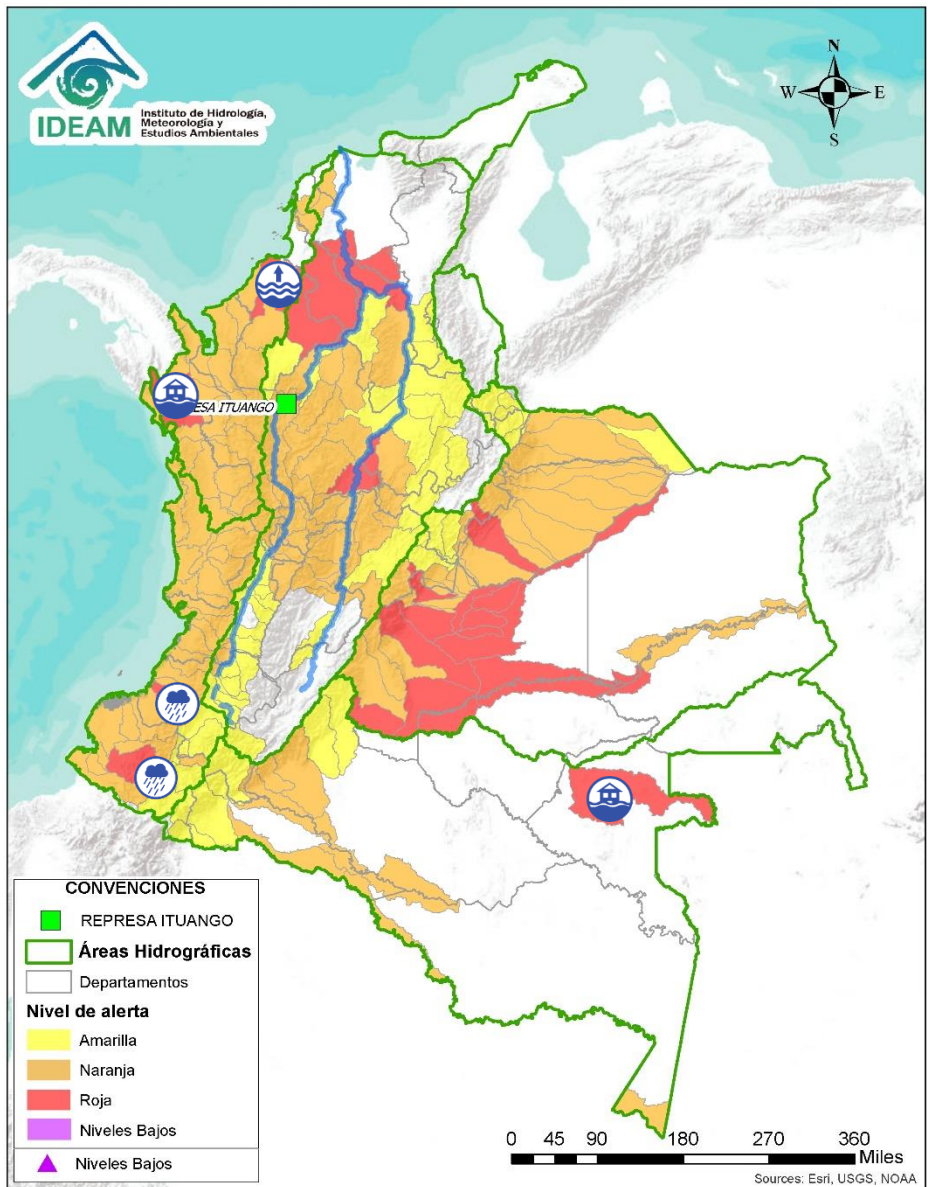 IDEAM
Instituto de Hidrología,
Meteorología y
Estudios Ambientales
N
W
E
S
ESA ITUANGO
CONVENCIONES
REPRESA ITUANGO
Áreas Hidrográficas
Departamentos
Nivel de alerta
Amarilla
Naranja
Roja
Niveles Bajos
Niveles Bajos
0 45 90 180 270 360
Miles
Sources: Esri, USGS, NOAA